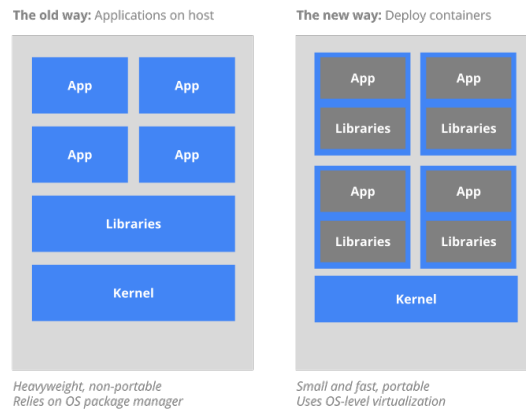 The old way: Applications on host
App App
App App
Libraries
Kernel
Heavyweight, non-portable
Relies on OS package manager
The new way: Deploy containers
App App
Libraries Libraries
App App
Libraries Libraries
Kernel
Small and fast, portable
Uses OS-level virtualization